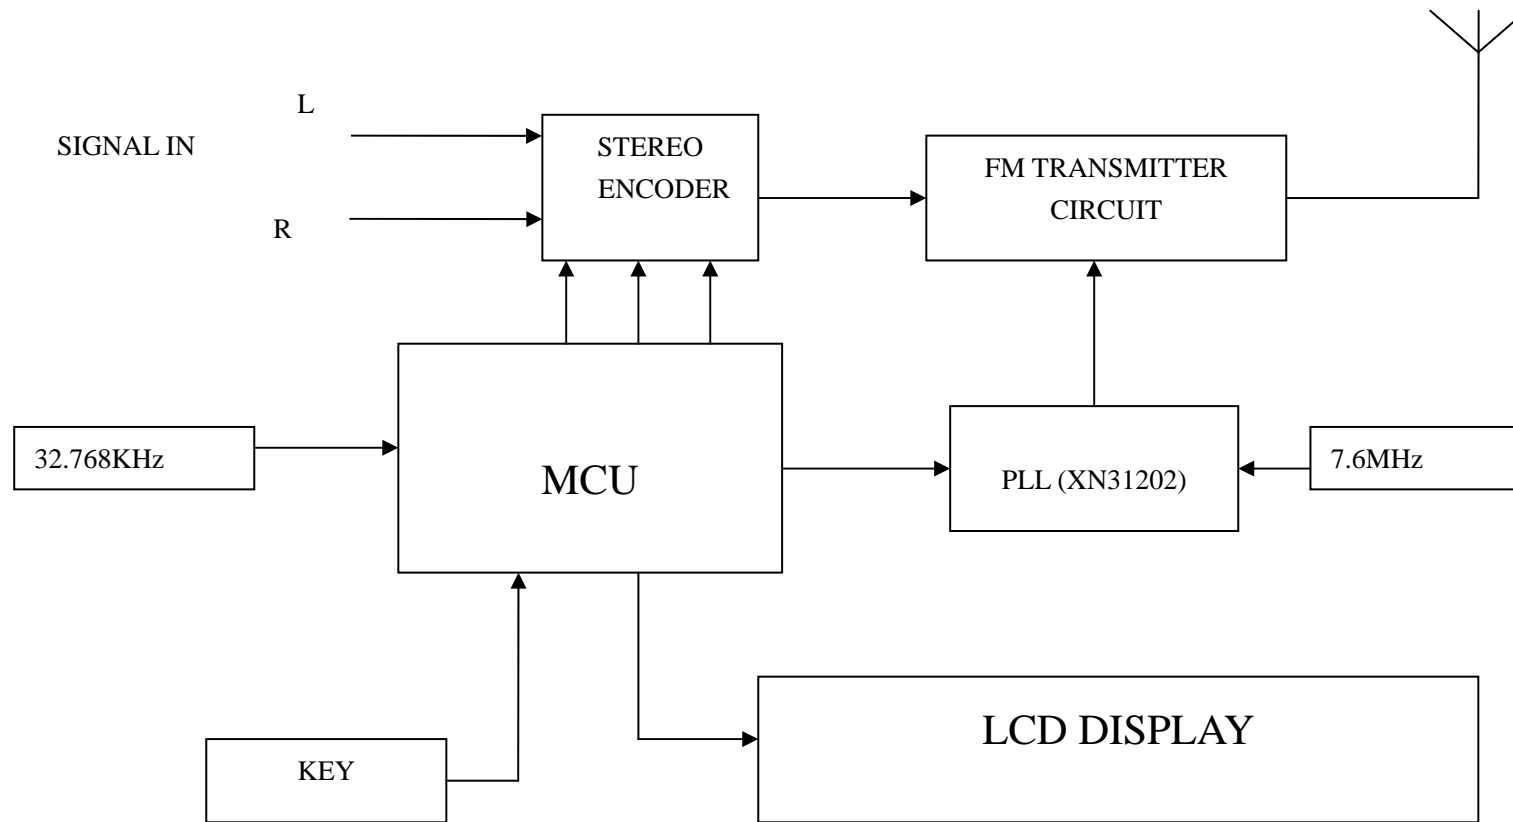 L
SIGNAL IN
R
STEREO
ENCODER
FM TRANSMITTER
CIRCUIT
32.768KHz
MCU
PLL (XN31202)
7.6MHz
KEY
LCD DISPLAY